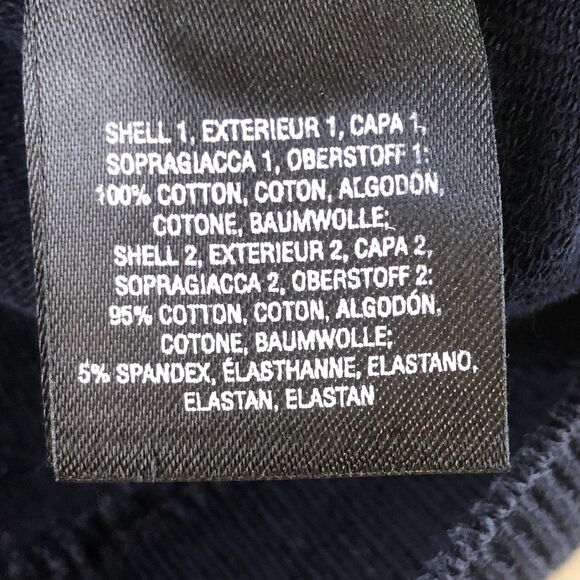 SHELL 1, EXTERIEUR 1, CAPA 1,
SOPRAGIACCA 1, OBERSTOFF 1:
100% COTTON, COTON, ALGODÓN,
COTONE, BAUMWOLLE;
SHELL 2, EXTERIEUR 2, CAPA 2,
SOPRAGIACCA 2, OBERSTOFF 2:
95% COTTON, COTON, ALGODÓN,
COTONE, BAUMWOLLE;
5% SPANDEX, ÉLASTHANNE, ELASTANO,
ELASTAN, ELASTAN